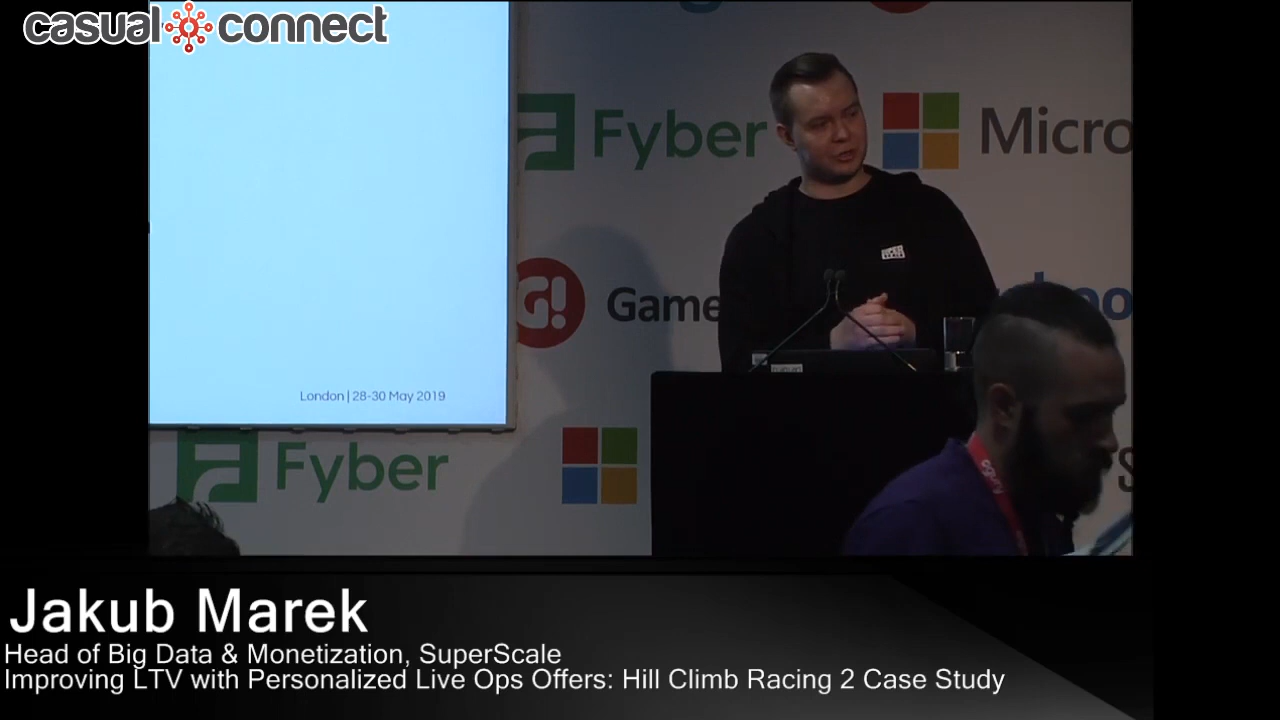 casual connect
Fyber
Micro
G!
Game
London | 28-30 May 2019
Fyber
Jakub Marek
Head of Big Data & Monetization, SuperScale
Improving LTV with Personalized Live Ops Offers: Hill Climb Racing 2 Case Study